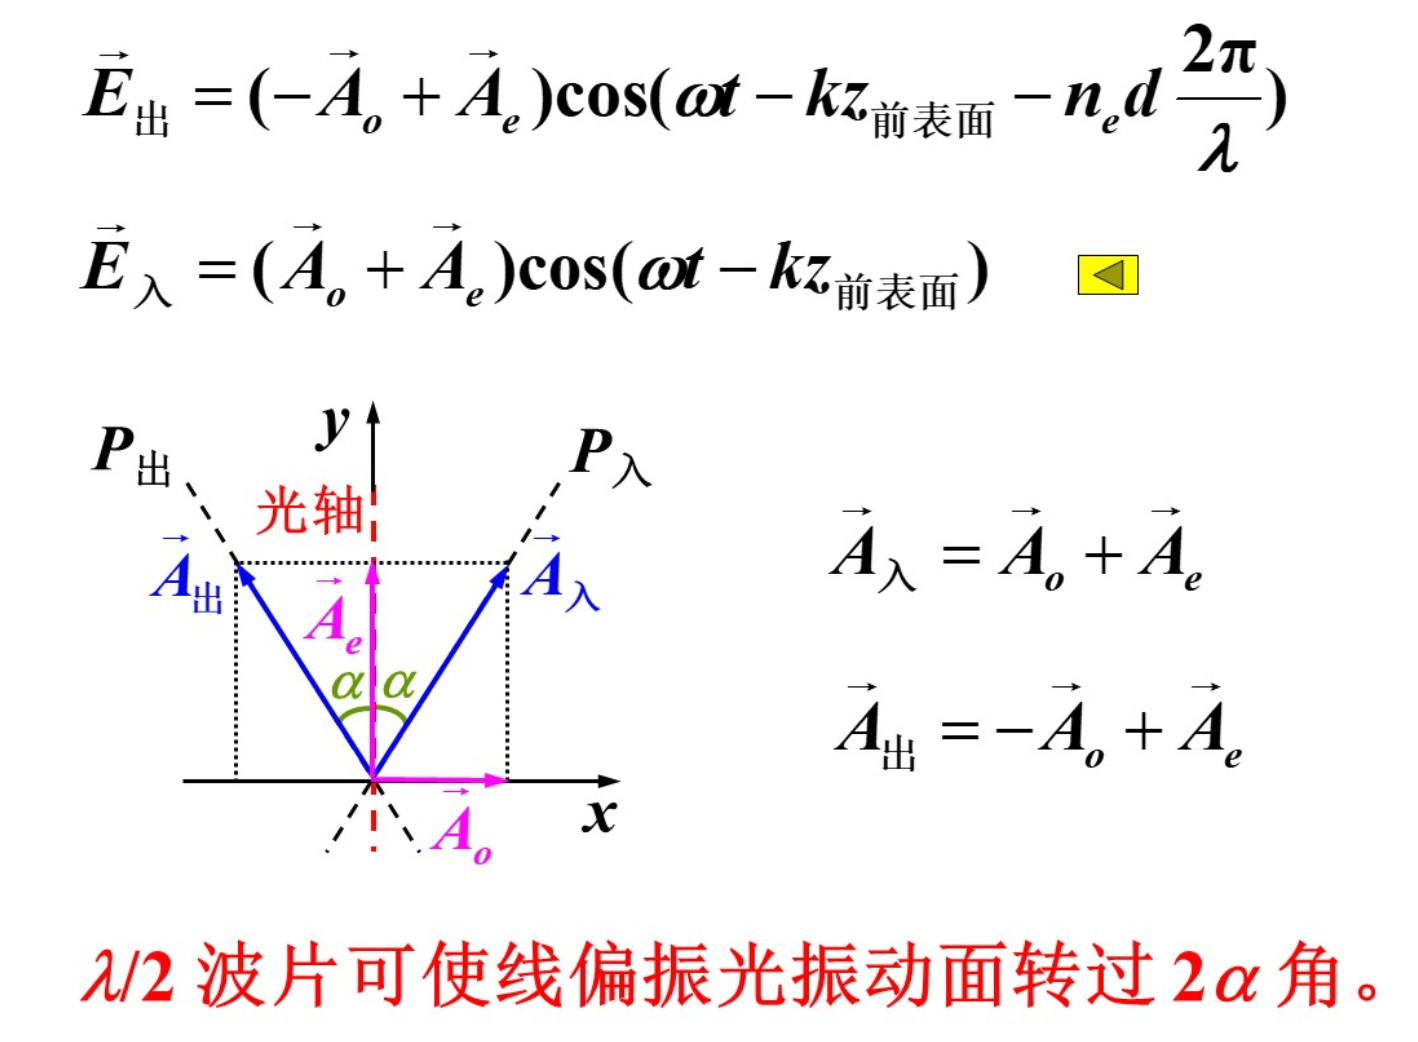 E⃗出 = (−A⃗o + A⃗e)cos(ωt − kz前表面 − nₑd 2π/λ)
E⃗入 = (A⃗o + A⃗e)cos(ωt − kz前表面)
y
P出
P入
光轴
A⃗出
A⃗e
A⃗入
α α
A⃗o
x
A⃗入 = A⃗o + A⃗e
A⃗出 = −A⃗o + A⃗e
λ/2 波片可使线偏振光振动面转过 2α 角。